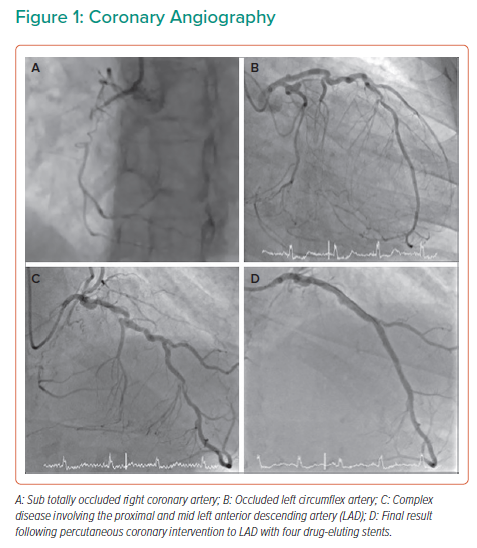 Figure 1: Coronary Angiography
A
B
C
D
A: Sub totally occluded right coronary artery; B: Occluded left circumflex artery; C: Complex
disease involving the proximal and mid left anterior descending artery (LAD); D: Final result
following percutaneous coronary intervention to LAD with four drug-eluting stents.